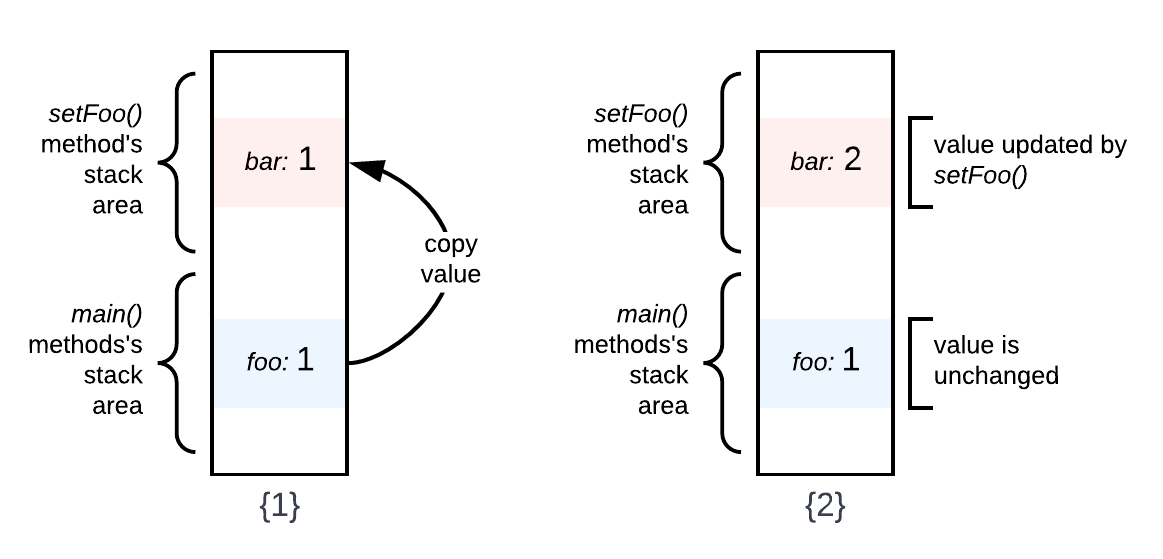 setFoo()
method's
stack
area
bar: 1
copy
value
main()
methods's
stack
area
foo: 1
{1}
setFoo()
method's
stack
area
bar: 2
value updated by
setFoo()
main()
methods's
stack
area
foo: 1
value is
unchanged
{2}